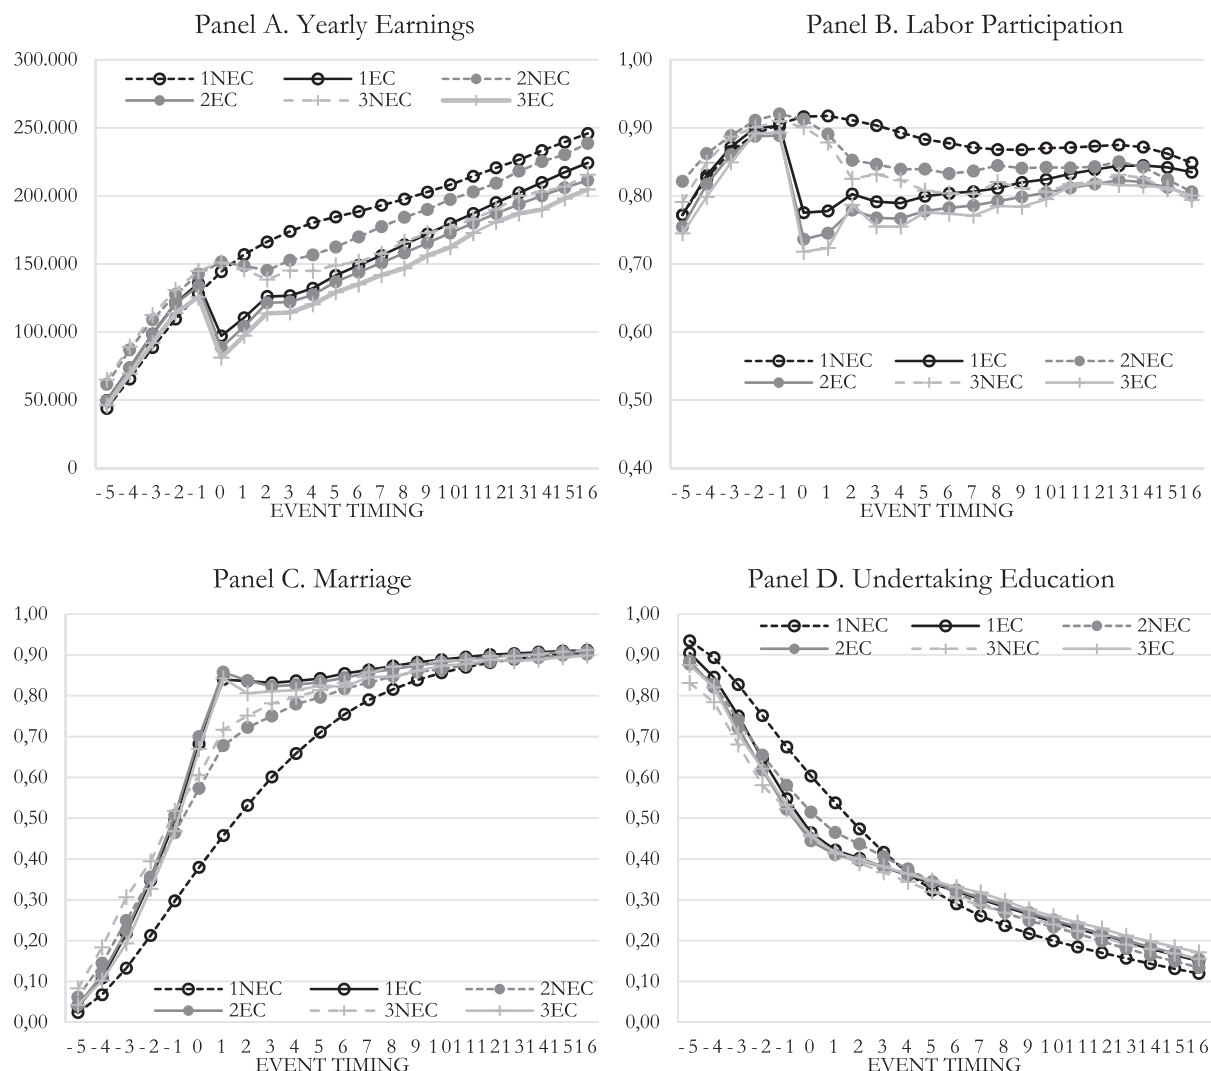 Panel A. Yearly Earnings
300.000
250.000
200.000
150.000
100.000
50.000
0
1NEC 1EC 2NEC
2EC 3NEC 3EC
-5 -4 -3 -2 -1 0 1 2 3 4 5 6 7 8 9 10 11 12 13 14 15 16
EVENT TIMING
Panel B. Labor Participation
1,00
0,90
0,80
0,70
0,60
0,50
0,40
1NEC 1EC 2NEC
2EC 3NEC 3EC
-5 -4 -3 -2 -1 0 1 2 3 4 5 6 7 8 9 10 11 12 13 14 15 16
EVENT TIMING
Panel C. Marriage
1,00
0,90
0,80
0,70
0,60
0,50
0,40
0,30
0,20
0,10
0,00
1NEC 1EC 2NEC
2EC 3NEC 3EC
-5 -4 -3 -2 -1 0 1 2 3 4 5 6 7 8 9 10 11 12 13 14 15 16
EVENT TIMING
Panel D. Undertaking Education
1,00
0,90
0,80
0,70
0,60
0,50
0,40
0,30
0,20
0,10
0,00
1NEC 1EC 2NEC
2EC 3NEC 3EC
-5 -4 -3 -2 -1 0 1 2 3 4 5 6 7 8 9 10 11 12 13 14 15 16
EVENT TIMING